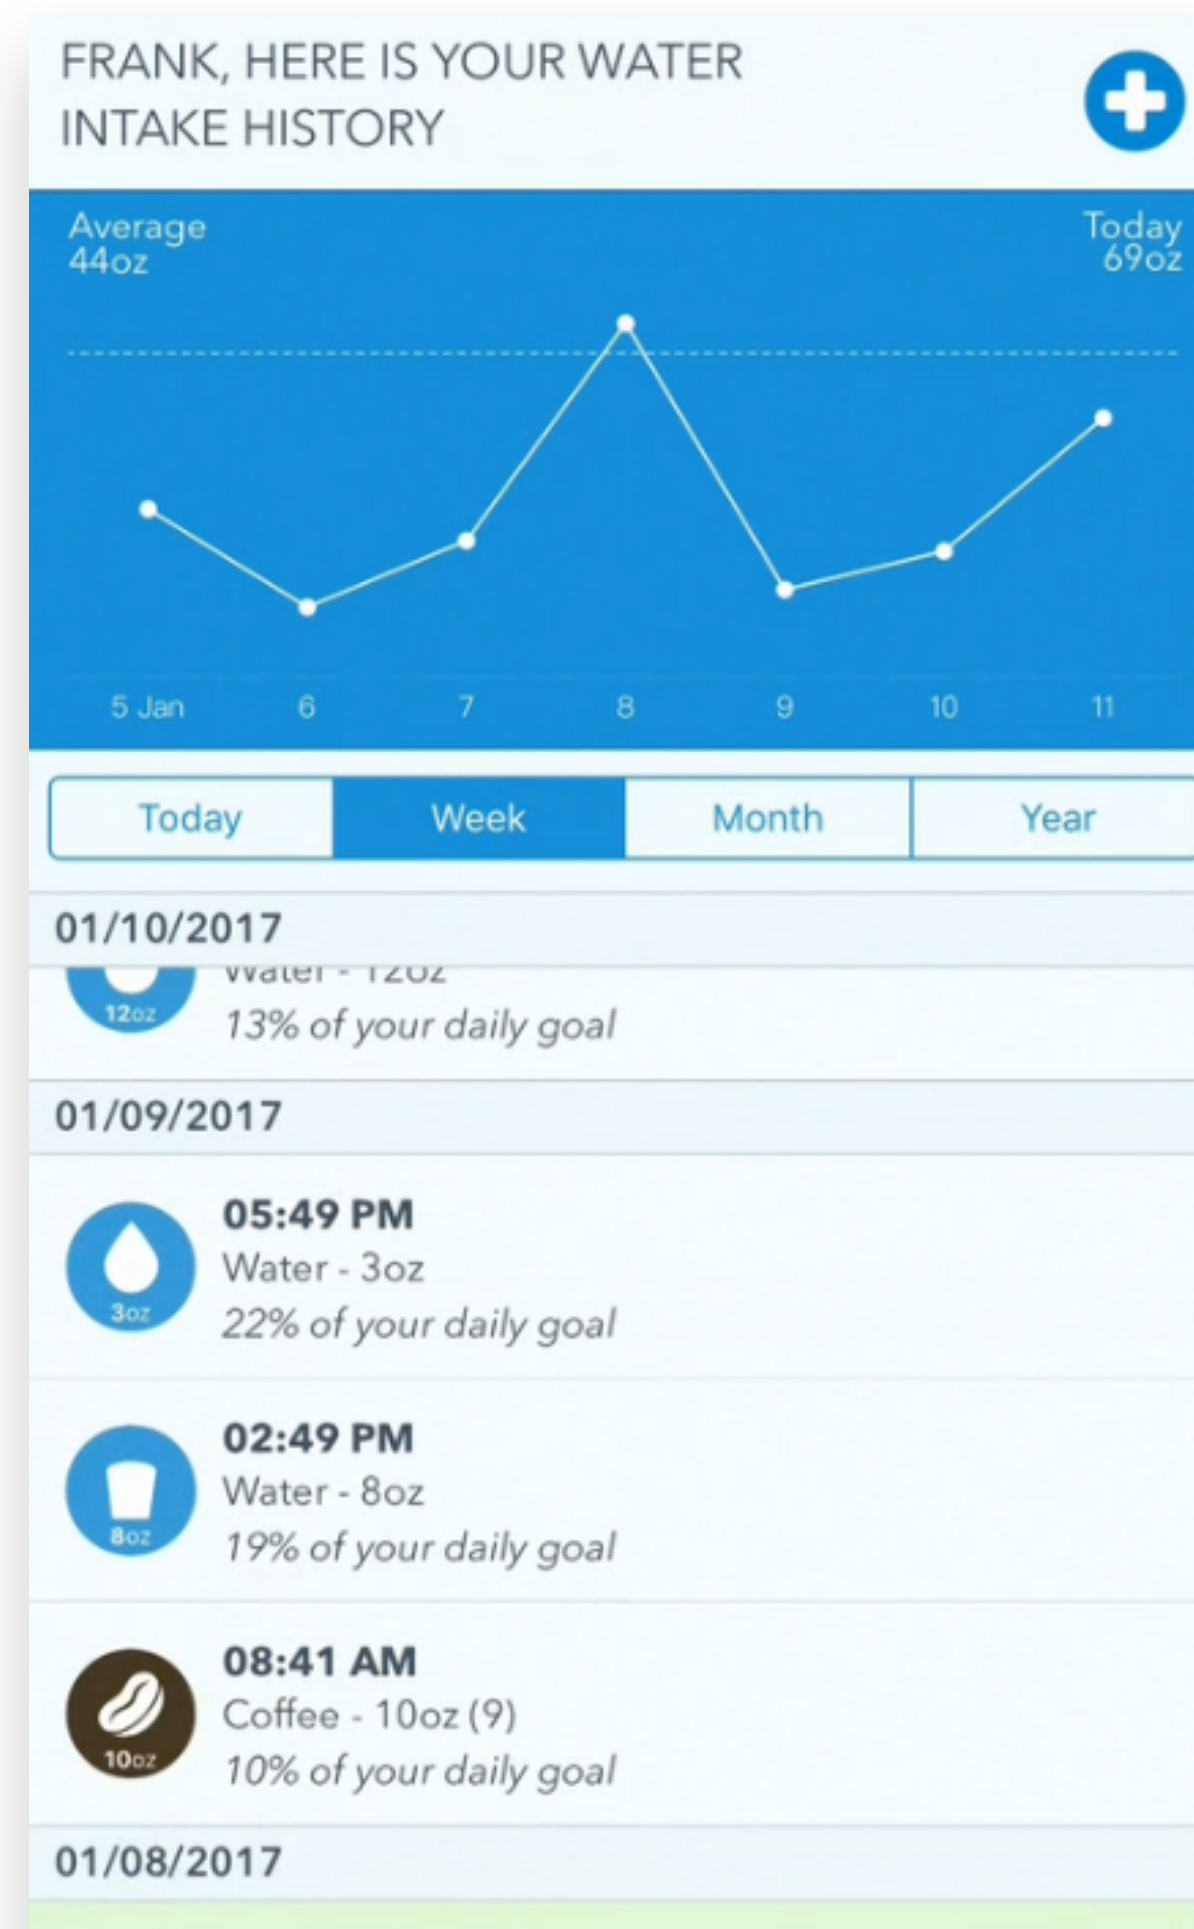 FRANK, HERE IS YOUR WATER
INTAKE HISTORY
Average
44oz
Today
69oz
5 Jan 6 7 8 9 10 11
Today Week Month Year
01/10/2017
Water - 12oz
12oz
13% of your daily goal
01/09/2017
05:49 PM
Water - 3oz
3oz
22% of your daily goal
02:49 PM
Water - 8oz
8oz
19% of your daily goal
08:41 AM
Coffee - 10oz (9)
10oz
10% of your daily goal
01/08/2017